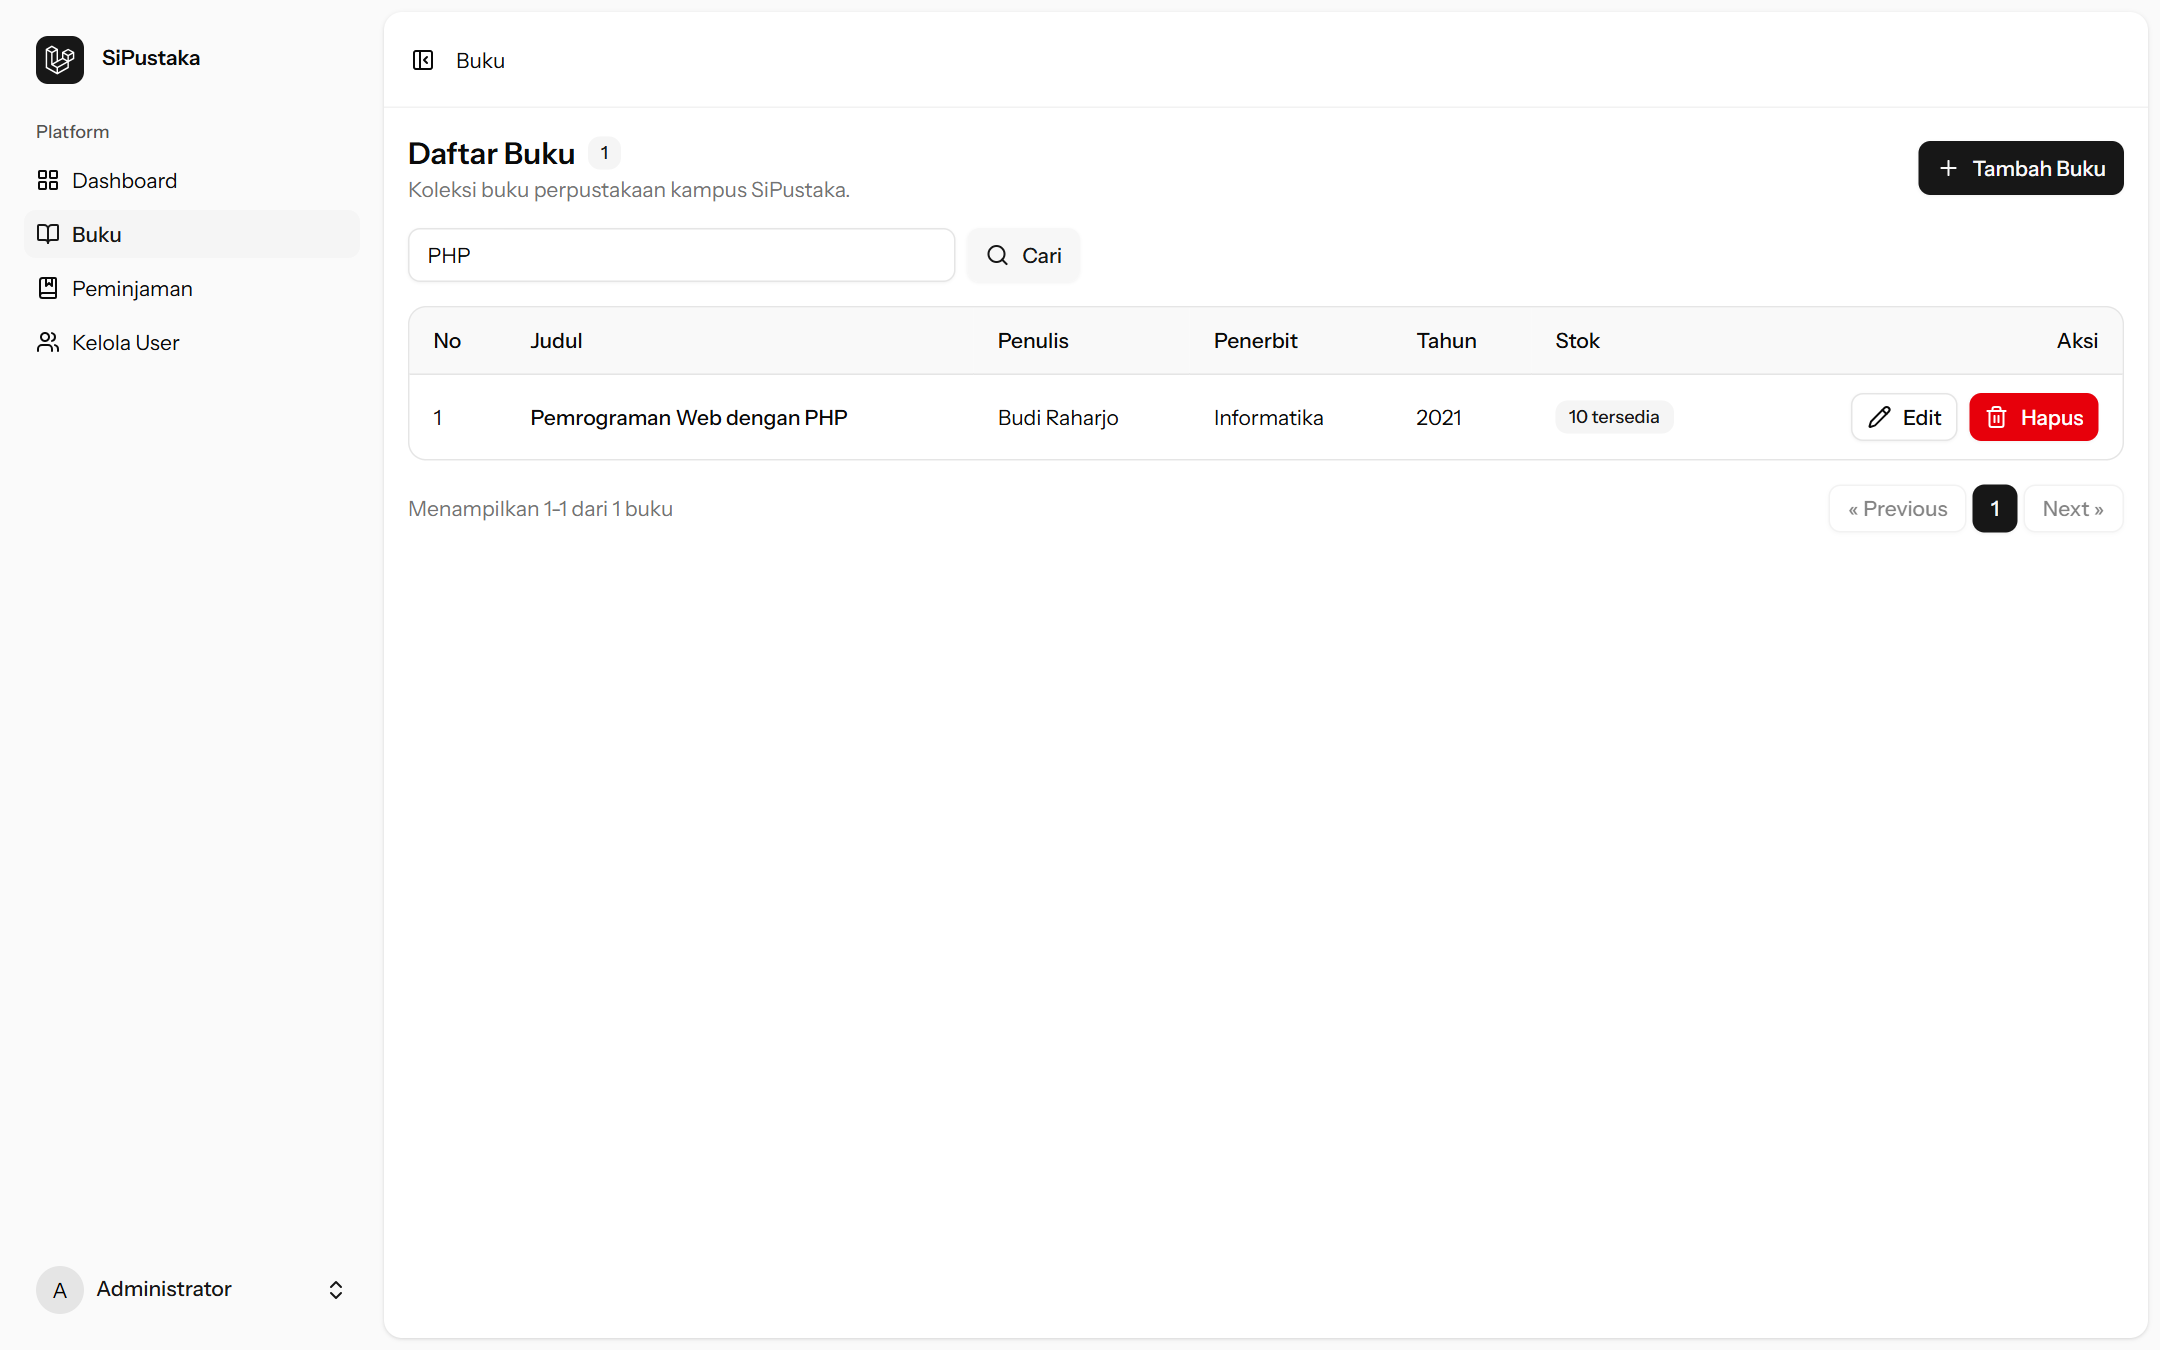 SiPustaka
Platform
Dashboard
Buku
Peminjaman
Kelola User
Administrator
A
Buku
Daftar Buku 1
Koleksi buku perpustakaan kampus SiPustaka.
Tambah Buku
PHP
Cari
No Judul Penulis Penerbit Tahun Stok Aksi
1 Pemrograman Web dengan PHP Budi Raharjo Informatika 2021 10 tersedia Edit Hapus
Menampilkan 1-1 dari 1 buku
« Previous 1 Next »